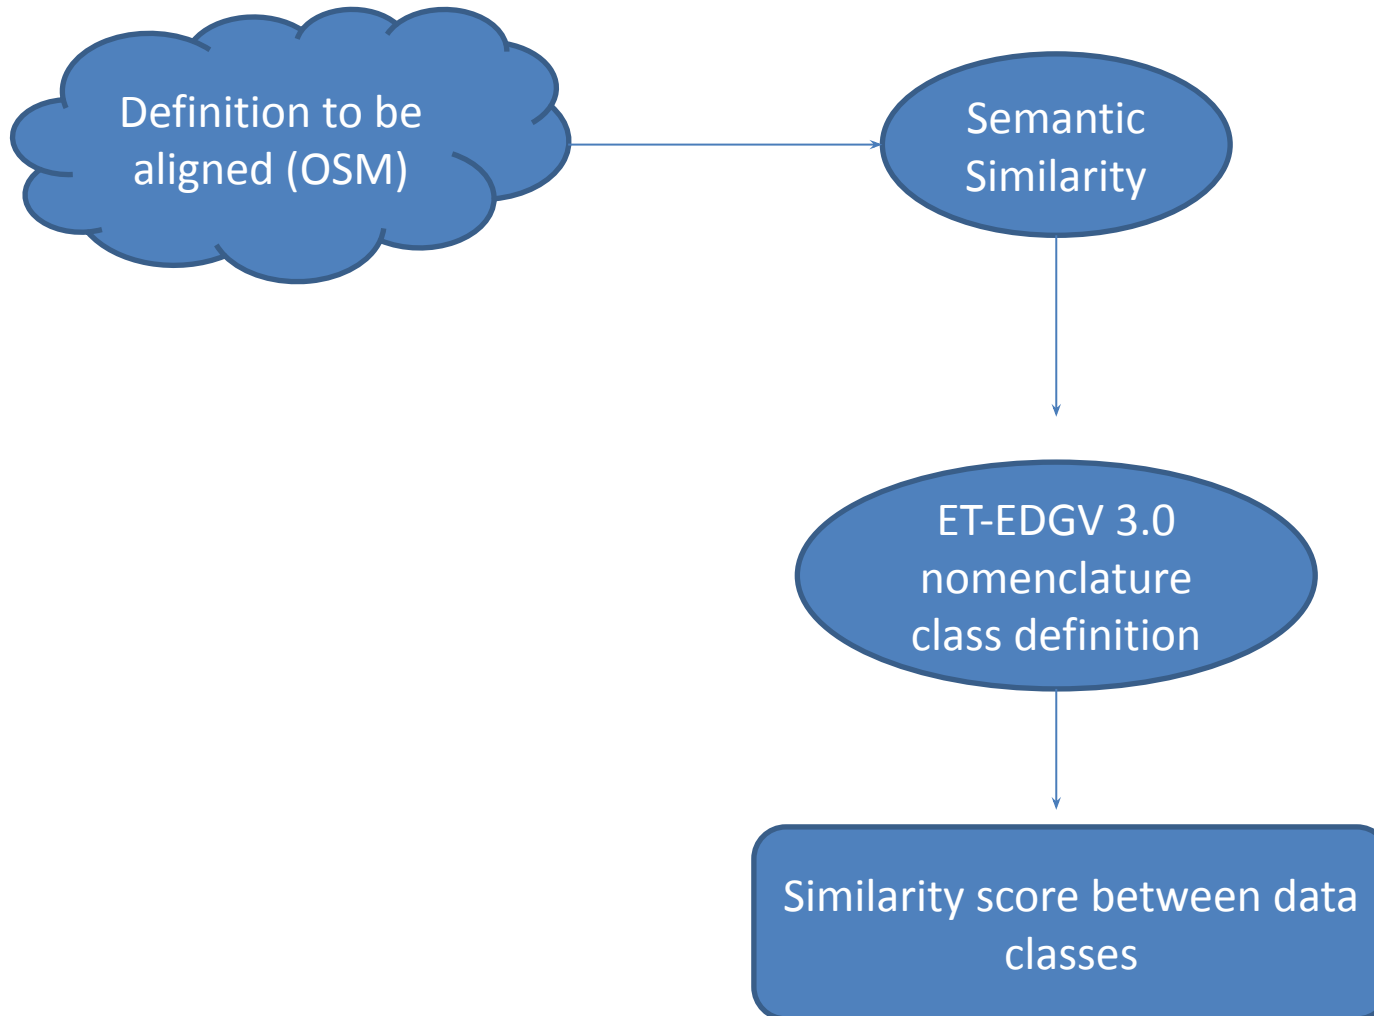 Definition to be
aligned (OSM)
Semantic
Similarity
ET-EDGV 3.0
nomenclature
class definition
Similarity score between data
classes